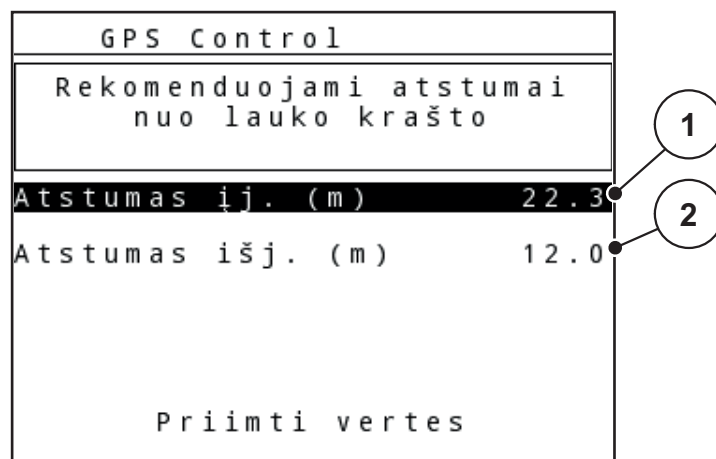 GPS Control
Rekomenduojami atstumai
nuo lauko krašto
Atstumas įj. (m) 22.3
1
Atstumas išj. (m) 12.0
2
Priimti vertes